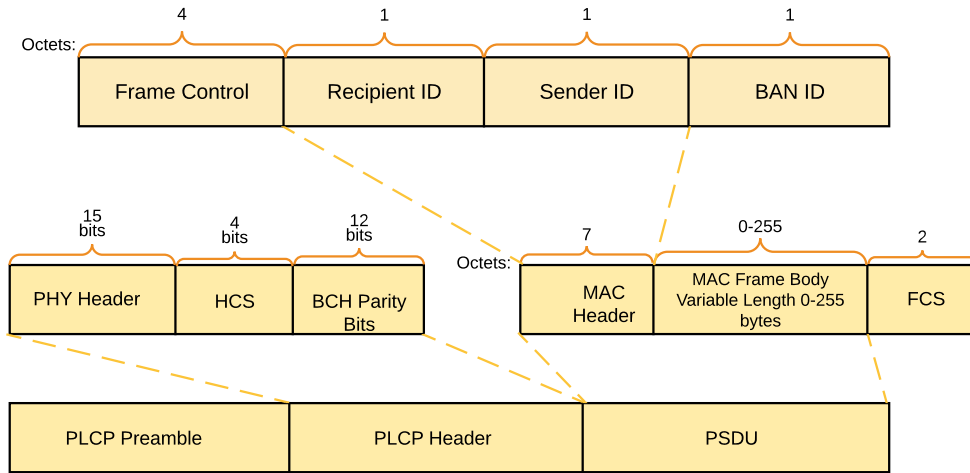 4 1 1 1
Octets:
Frame Control Recipient ID Sender ID BAN ID
15
bits
4
bits
12
bits
Octets:
7
0-255
2
PHY Header
HCS
BCH Parity
Bits
MAC
Header
MAC Frame Body
Variable Length 0-255
bytes
FCS
PLCP Preamble PLCP Header PSDU